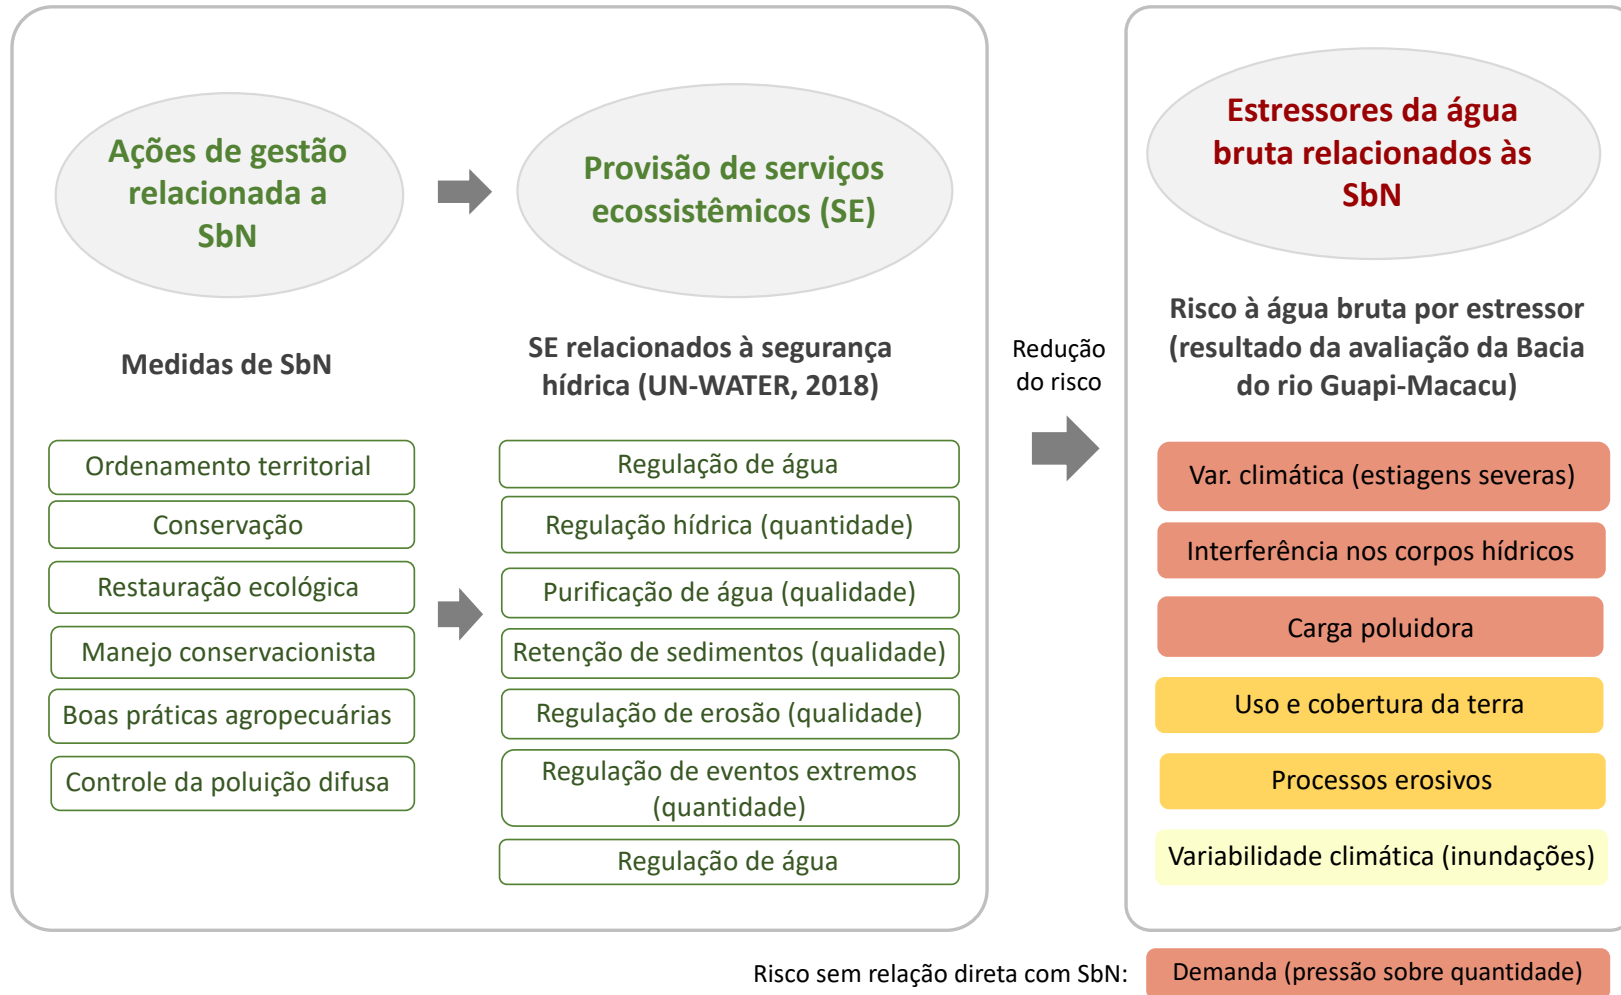 Ações de gestão
relacionada a
SbN
Provisão de serviços
ecossistêmicos (SE)
Medidas de SbN
SE relacionados à segurança
hídrica (UN-WATER, 2018)
Ordenamento territorial
Conservação
Restauração ecológica
Manejo conservacionista
Boas práticas agropecuárias
Controle da poluição difusa
Regulação de água
Regulação hídrica (quantidade)
Purificação de água (qualidade)
Retenção de sedimentos (qualidade)
Regulação de erosão (qualidade)
Regulação de eventos extremos
(quantidade)
Regulação de água
Redução
do risco
Estressores da água
bruta relacionados às
SbN
Risco à água bruta por estressor
(resultado da avaliação da Bacia
do rio Guapi-Macacu)
Var. climática (estiagens severas)
Interferência nos corpos hídricos
Carga poluidora
Uso e cobertura da terra
Processos erosivos
Variabilidade climática (inundações)
Risco sem relação direta com SbN:
Demanda (pressão sobre quantidade)